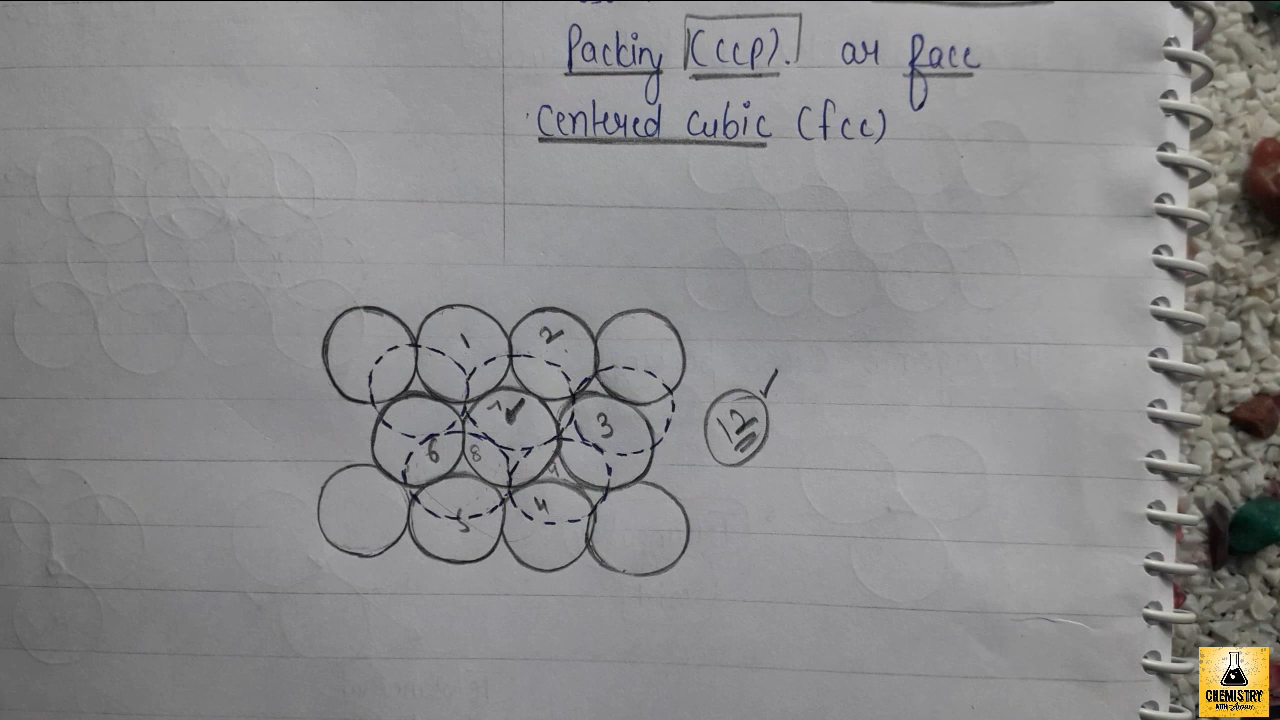 Packing (CCP). or face
centered cubic (fcc)
1 2
7 3
6 8 9
12
5 4
CHEMISTRY